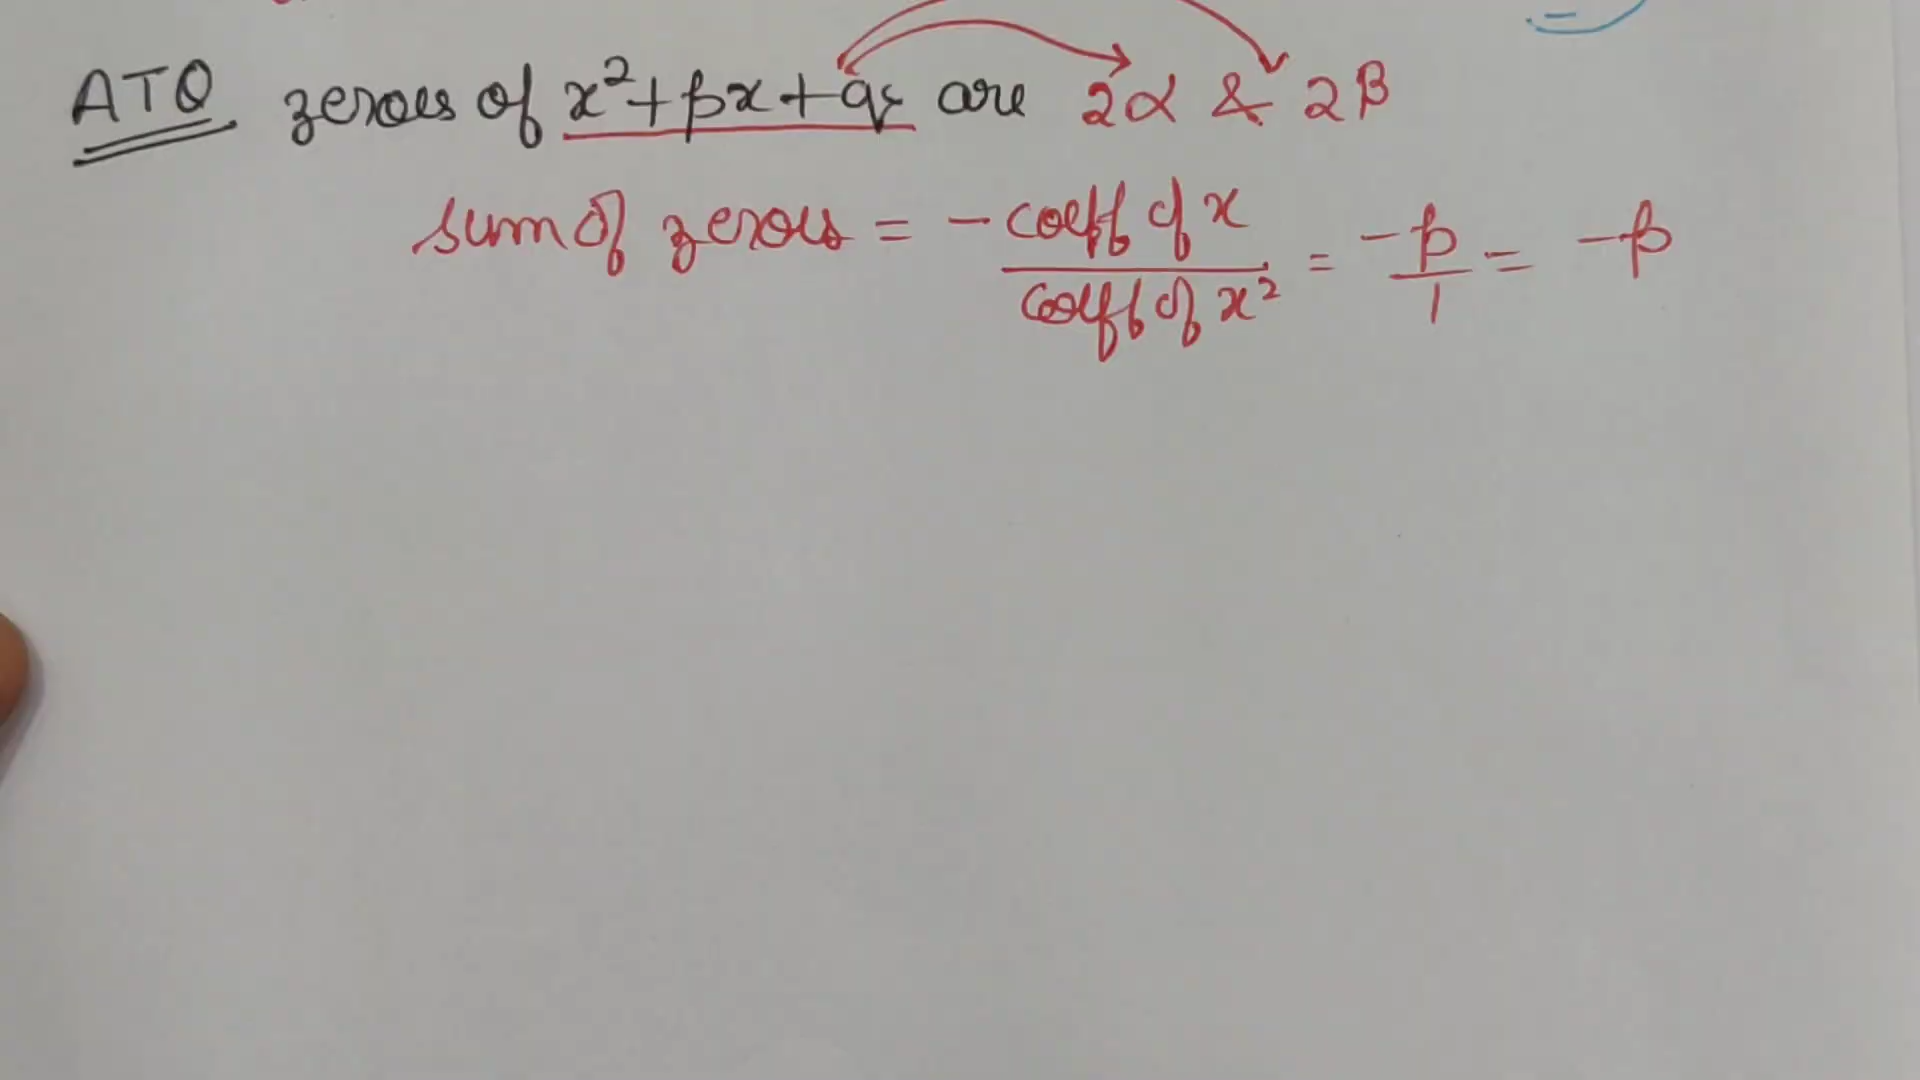 ATQ zeroes of x²+px+q are 2α & 2β
sum of zeroes = -coeff of x / coeff of x² = -p/1 = -p